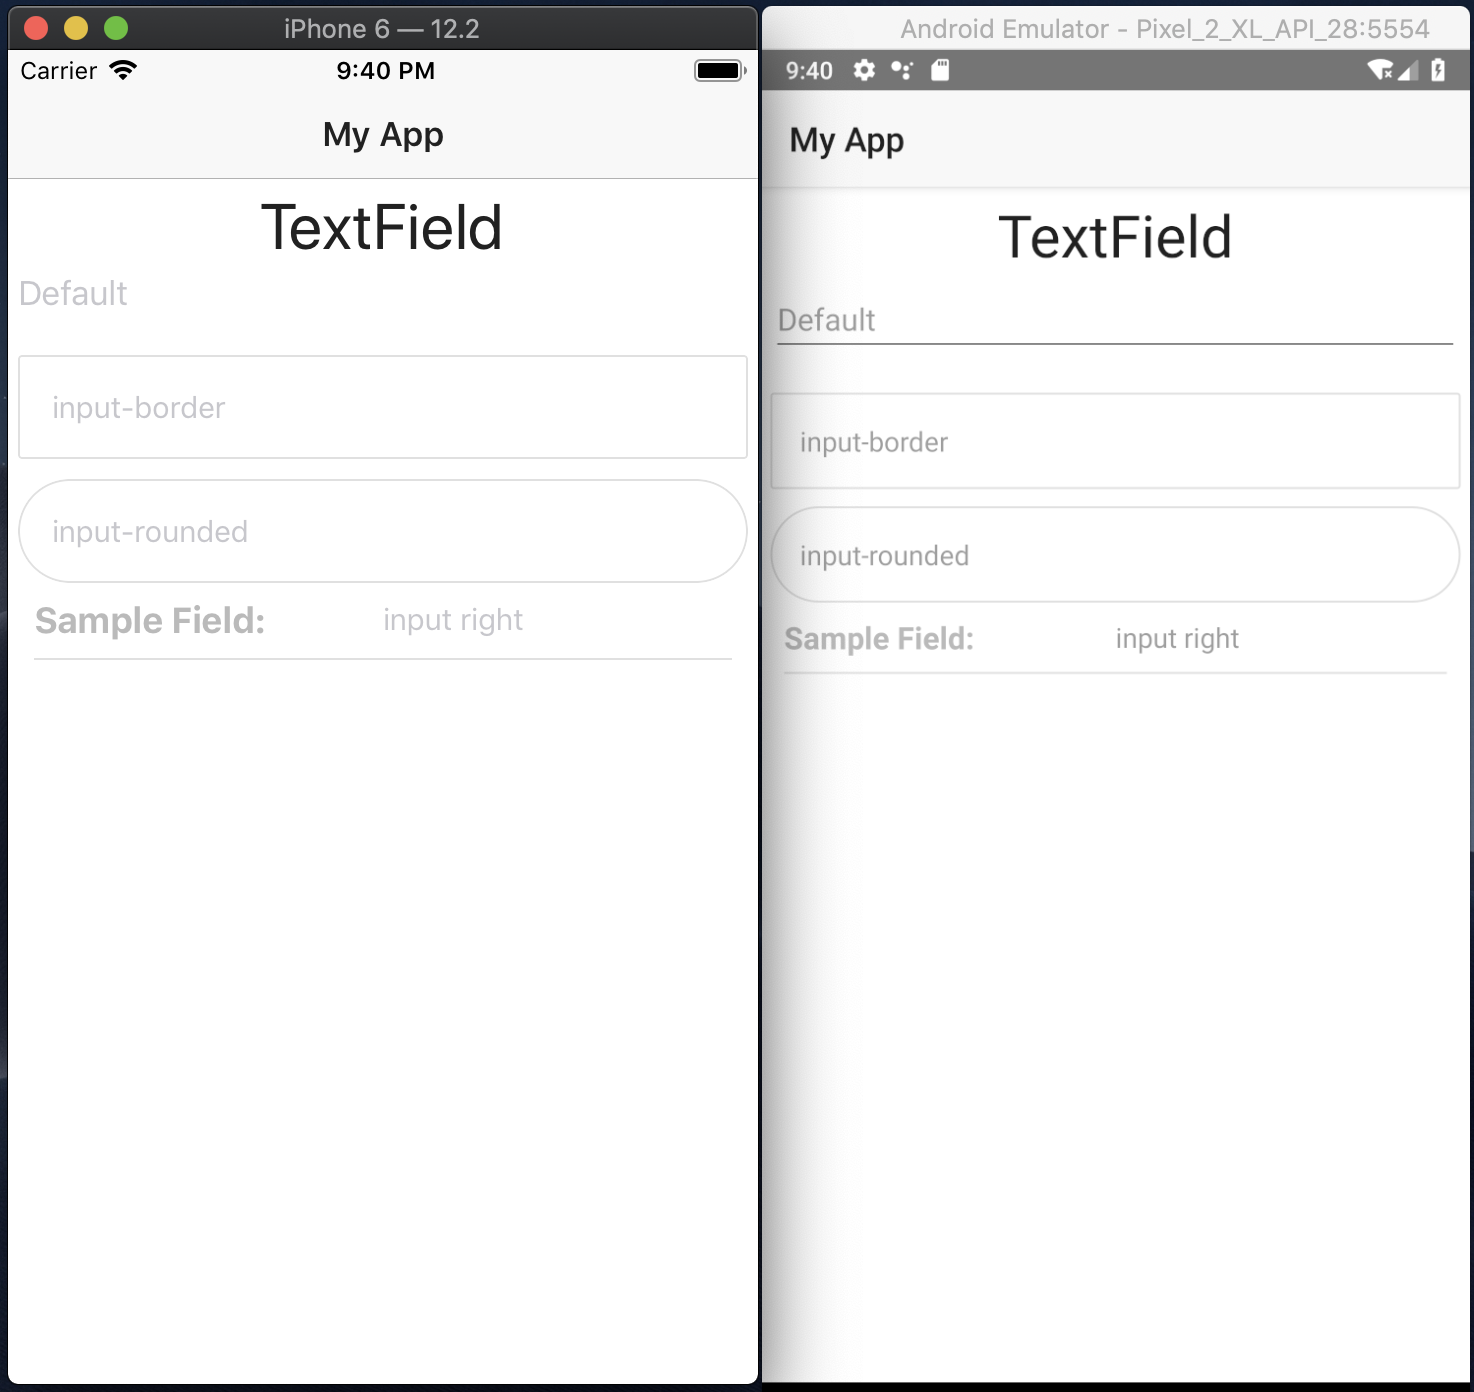 iPhone 6 — 12.2
Carrier 9:40 PM
My App
TextField
Default
input-border
input-rounded
Sample Field: input right
Android Emulator - Pixel_2_XL_API_28:5554
9:40
My App
TextField
Default
input-border
input-rounded
Sample Field: input right